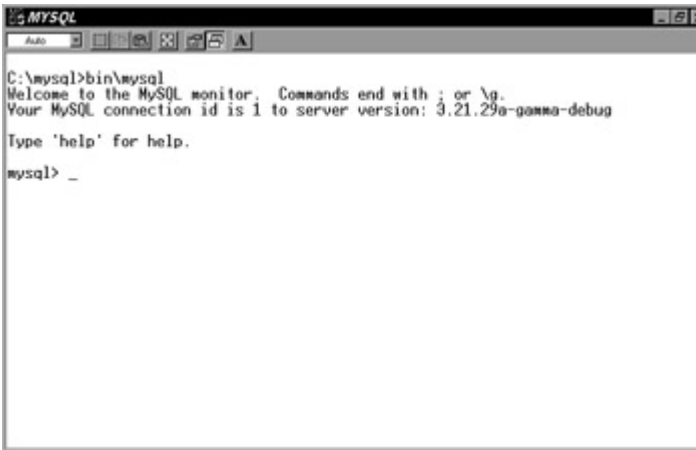 MYSQL
Auto
A
C:\mysql>bin\mysql
Welcome to the MySQL monitor.  Commands end with ; or \g.
Your MySQL connection id is 1 to server version: 3.21.29a-gamma-debug
Type 'help' for help.
mysql> _